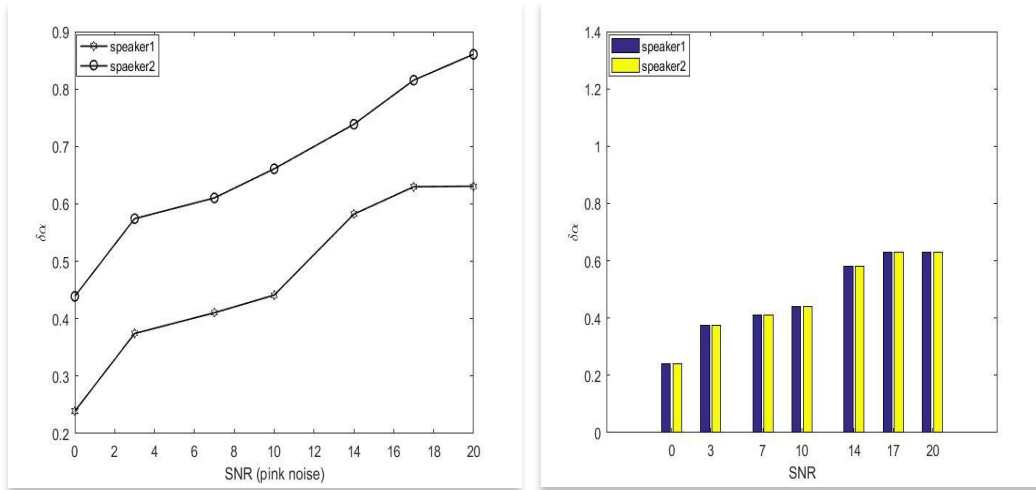 0.9
0.8
0.7
0.6
0.5
0.4
0.3
0.2
δα
speaker1
spaeker2
0 2 4 6 8 10 12 14 16 18 20
SNR (pink noise)
1.4
1.2
1
0.8
0.6
0.4
0.2
0
δα
speaker1
speaker2
0 3 7 10 14 17 20
SNR